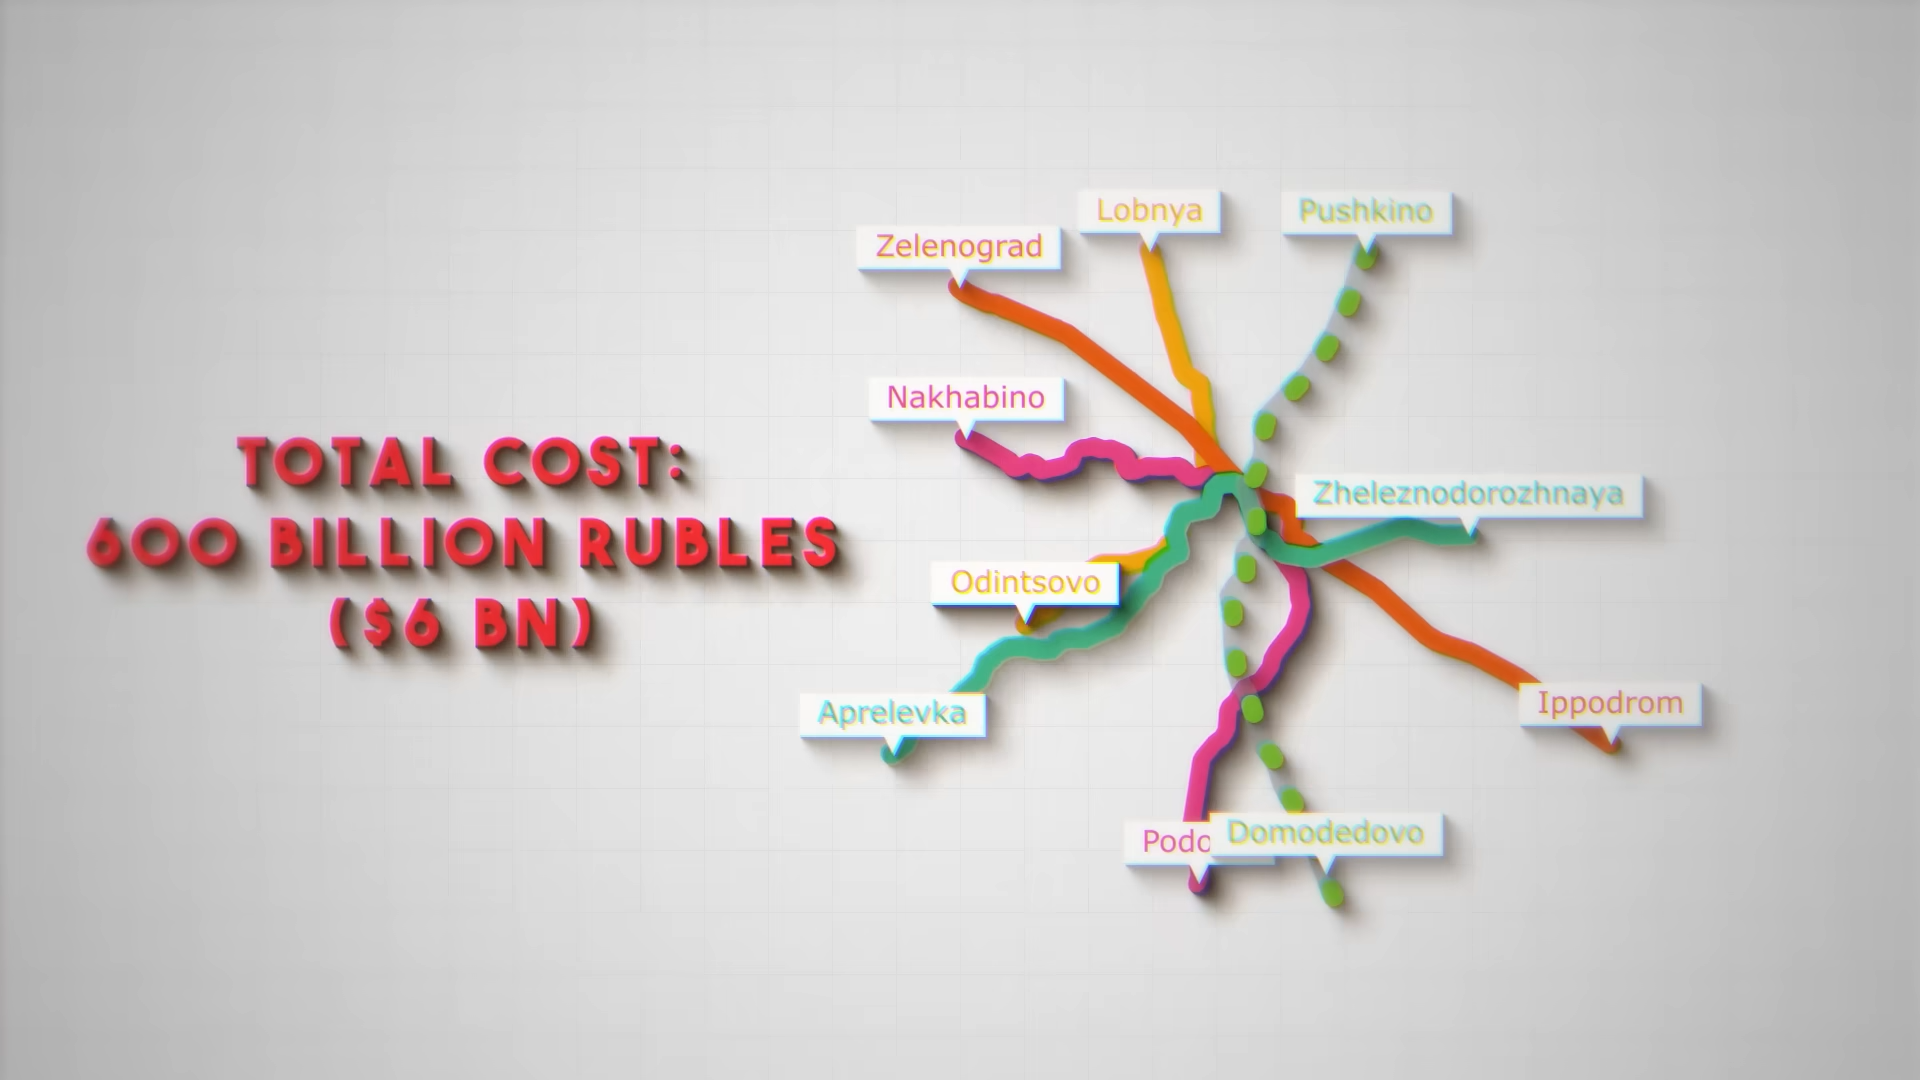 TOTAL COST:
600 BILLION RUBLES
($6 BN)
Lobnya
Pushkino
Zelenograd
Nakhabino
Zheleznodorozhnaya
Odintsovo
Ippodrom
Aprelevka
Domodedovo